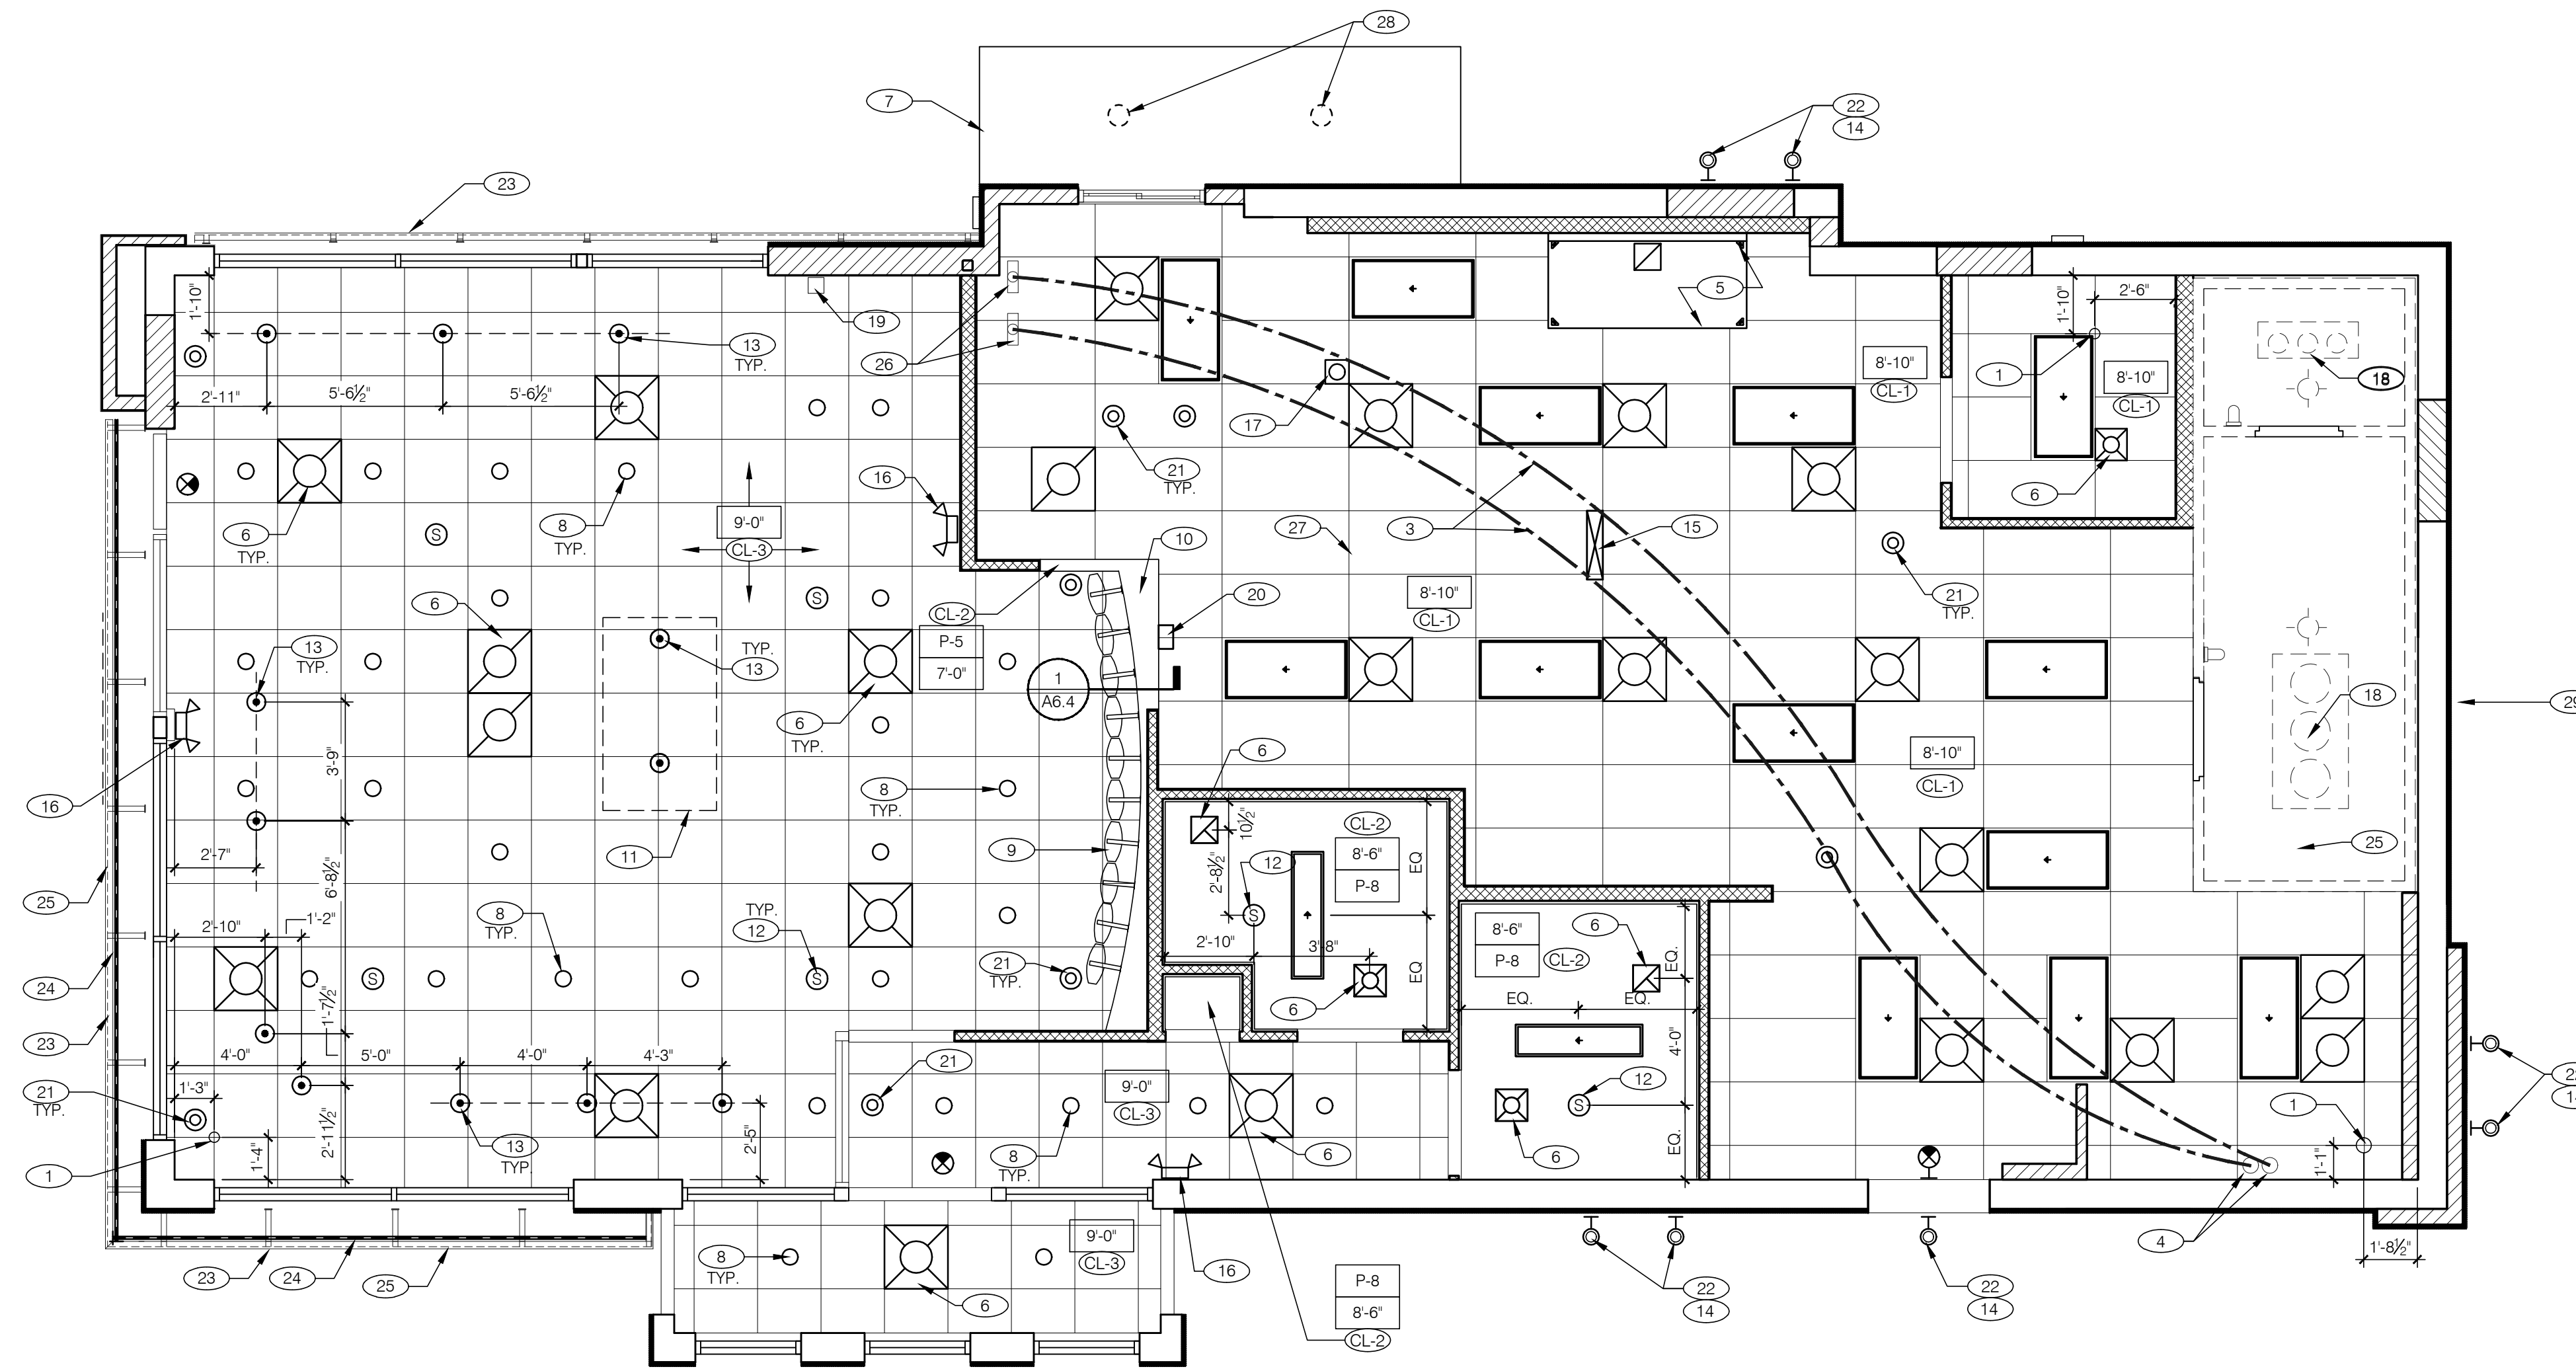 28
7
22
14
23
1'-10"
19
26
13
TYP.
2'-11"
5'-6½"
5'-6½"
5
8'-10"
CL-1
1'-10"
2'-6"
1
8'-10"
CL-1
18
17
6
TYP.
8
TYP.
S
9'-0"
CL-3
16
21
TYP.
10
27
3
15
6
21
TYP.
6
S
CL-2
P-5
7'-0"
20
8'-10"
CL-1
13
TYP.
TYP.
13
1
A6.4
18
29
3'-9"
6
TYP.
6
8'-10"
CL-1
16
8
TYP.
2'-7"
11
9
10½"
CL-2
8'-6"
P-8
EQ
25
25
6'-8½"
2'-8½"
12
S
2'-10"
1'-2"
8
TYP.
TYP.
12
8'-6"
P-8
CL-2
6
24
S
S
21
TYP.
2'-10"
3'-8"
6
EQ
EQ.
EQ.
EQ.
23
1'-7½"
4'-0"
5'-0"
4'-0"
4'-3"
4'-0"
21
TYP.
1'-3"
21
9'-0"
CL-3
12
S
1
1'-4"
2'-11½"
13
TYP.
2'-5"
8
TYP.
6
6
EQ.
1
1'-1"
4
1'-8½"
23
24
25
8
TYP.
9'-0"
CL-3
6
16
P-8
8'-6"
CL-2
22
14
22
14